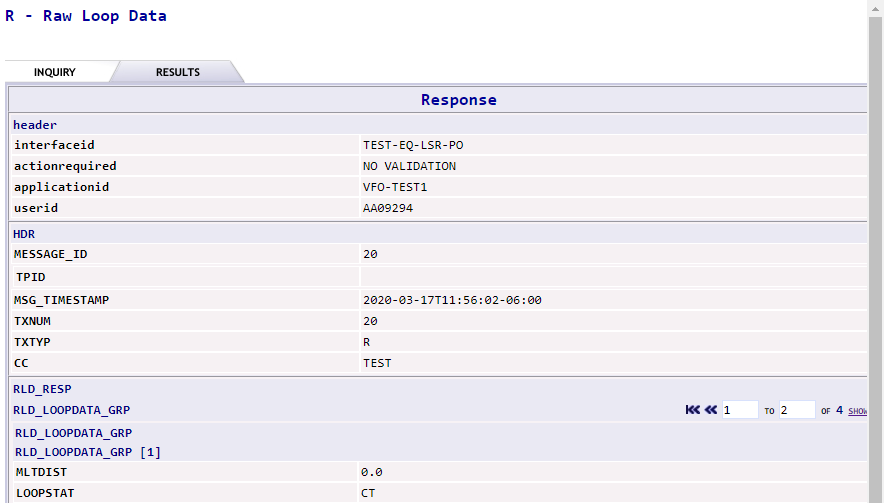 R - Raw Loop Data
INQUIRY RESULTS
Response
header
interfaceid TEST-EQ-LSR-PO
actionrequired NO VALIDATION
applicationid VFO-TEST1
userid AA09294
HDR
MESSAGE_ID 20
TPID
MSG_TIMESTAMP 2020-03-17T11:56:02-06:00
TXNUM 20
TXTYP R
CC TEST
RLD_RESP
RLD_LOOPDATA_GRP 1 TO 2 OF 4 SHOW
RLD_LOOPDATA_GRP
RLD_LOOPDATA_GRP [1]
MLTDIST 0.0
LOOPSTAT CT